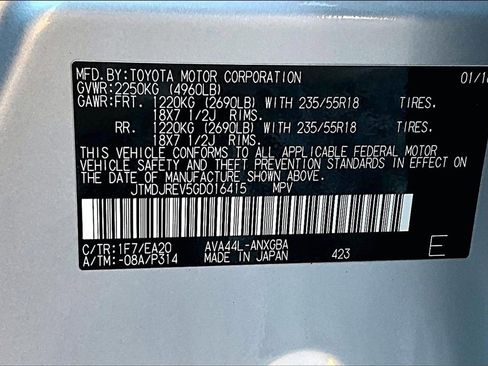 MFD.BY:TOYOTA MOTOR CORPORATION 01/16
GVWR:2250KG (4960LB)
GAWR:FRT. 1220KG (2690LB) WITH 235/55R18 TIRES.
18X7 1/2J RIMS.
RR. 1220KG (2690LB) WITH 235/55R18 TIRES.
18X7 1/2J RIMS.
THIS VEHICLE CONFORMS TO ALL APPLICABLE FEDERAL MOTOR
VEHICLE SAFETY AND THEFT PREVENTION STANDARDS IN EFFECT ON
THE DATE OF MANUFACTURE SHOWN ABOVE.
JTMDJREV5GD016415 MPV
C/TR:1F7/EA20 AVA44L-ANXGBA
A/TM:-08A/P314 MADE IN JAPAN 423 E